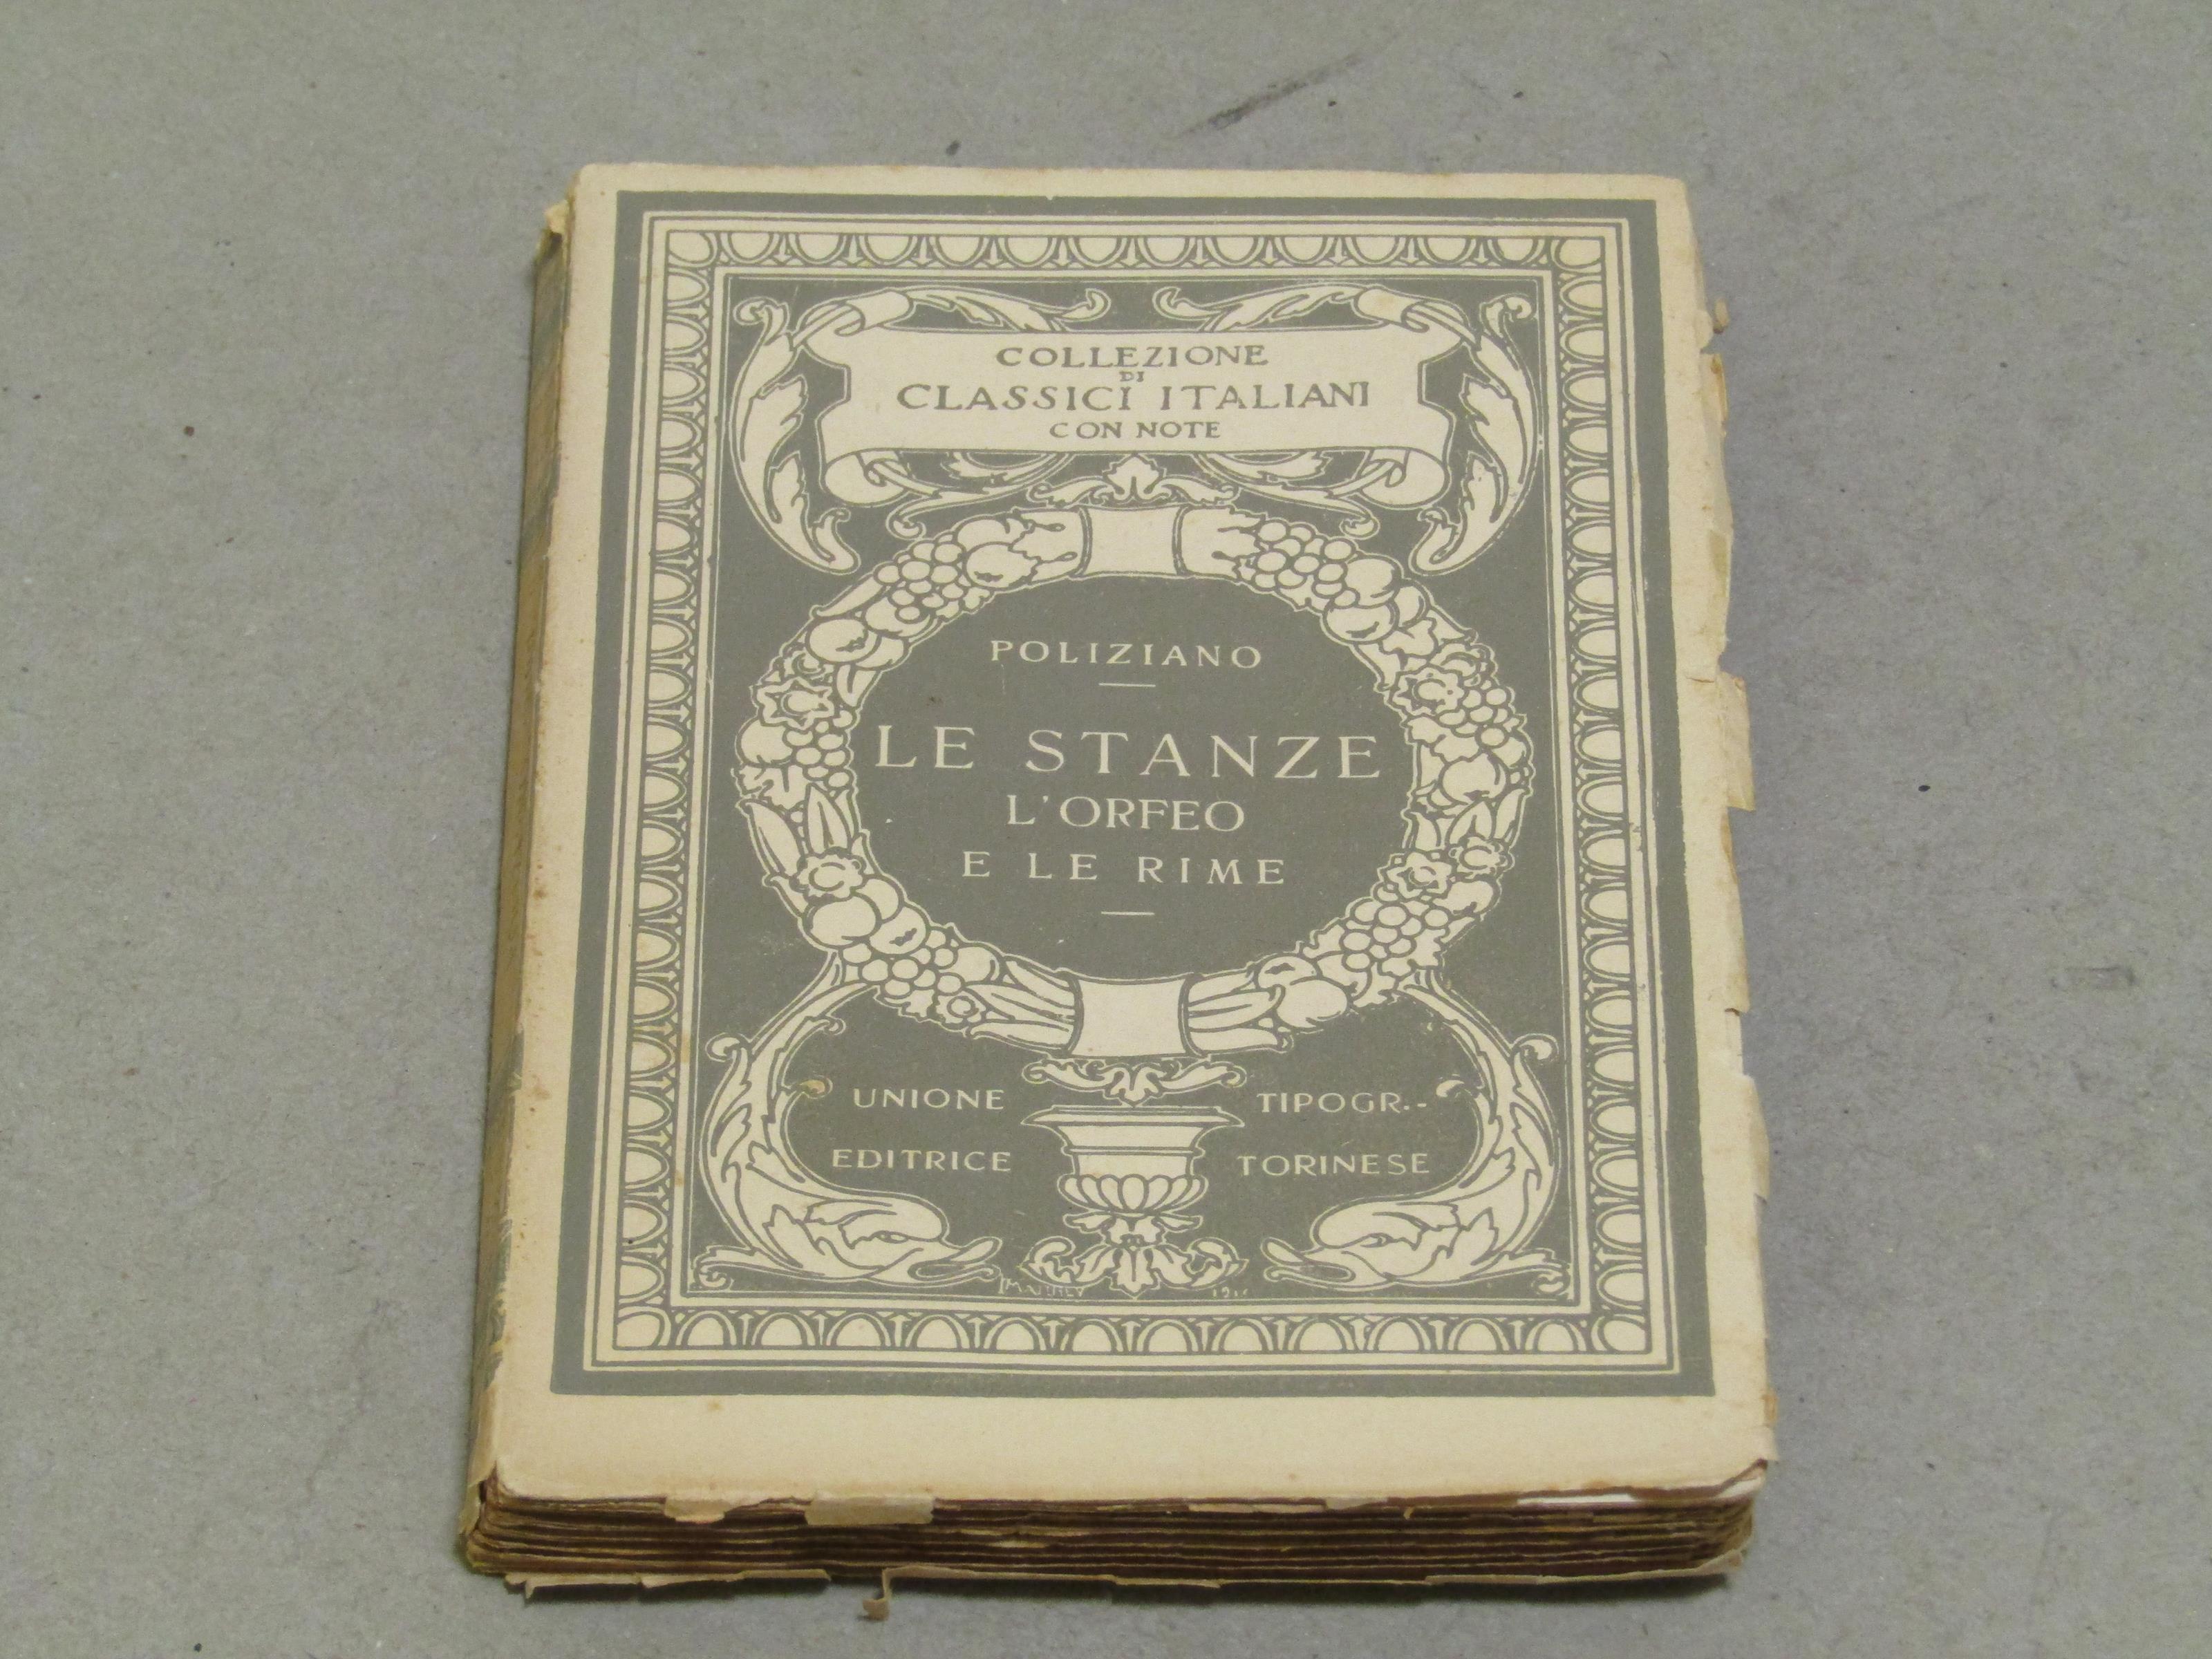 COLLEZIONE
DI
CLASSICI ITALIANI
CON NOTE
POLIZIANO
LE STANZE
L'ORFEO
E LE RIME
UNIONE TIPOGR.-
EDITRICE TORINESE